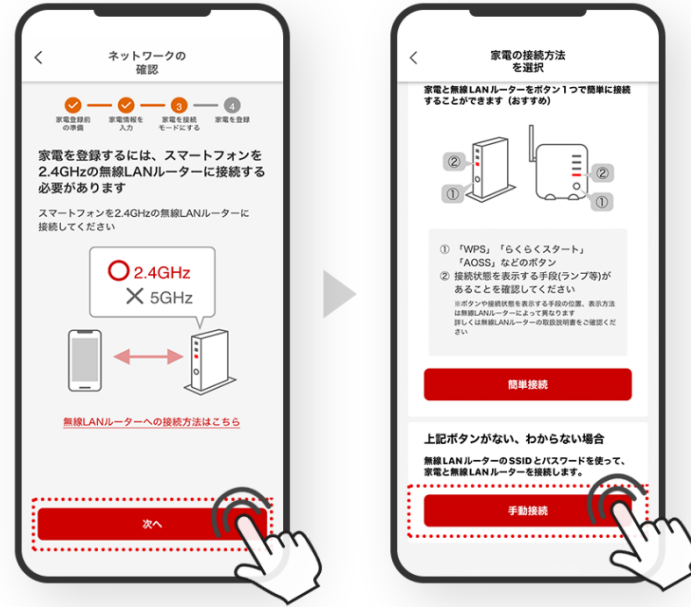 ネットワークの
確認
3
4
家電登録前
の準備
家電情報を
入力
家電を接続
モードにする
家電を登録
家電を登録するには、スマートフォンを
2.4GHzの無線LANルーターに接続する
必要があります
スマートフォンを2.4GHzの無線LANルーターに
接続してください
2.4GHz
5GHz
無線LANルーターへの接続方法はこちら
次へ
家電の接続方法
を選択
家電と無線LANルーターをボタン1つで簡単に接続
することができます（おすすめ）
②
①
②
①
① 「WPS」「らくらくスタート」
「AOSS」などのボタン
② 接続状態を表示する手段(ランプ等)が
あることを確認してください
※ボタンや接続状態を表示する手段の位置、表示方法
は無線LANルーターによって異なります
詳しくは無線LANルーターの取扱説明書をご確認くだ
さい
簡単接続
上記ボタンがない、わからない場合
無線LANルーターのSSIDとパスワードを使って、
家電と無線LANルーターを接続します。
手動接続